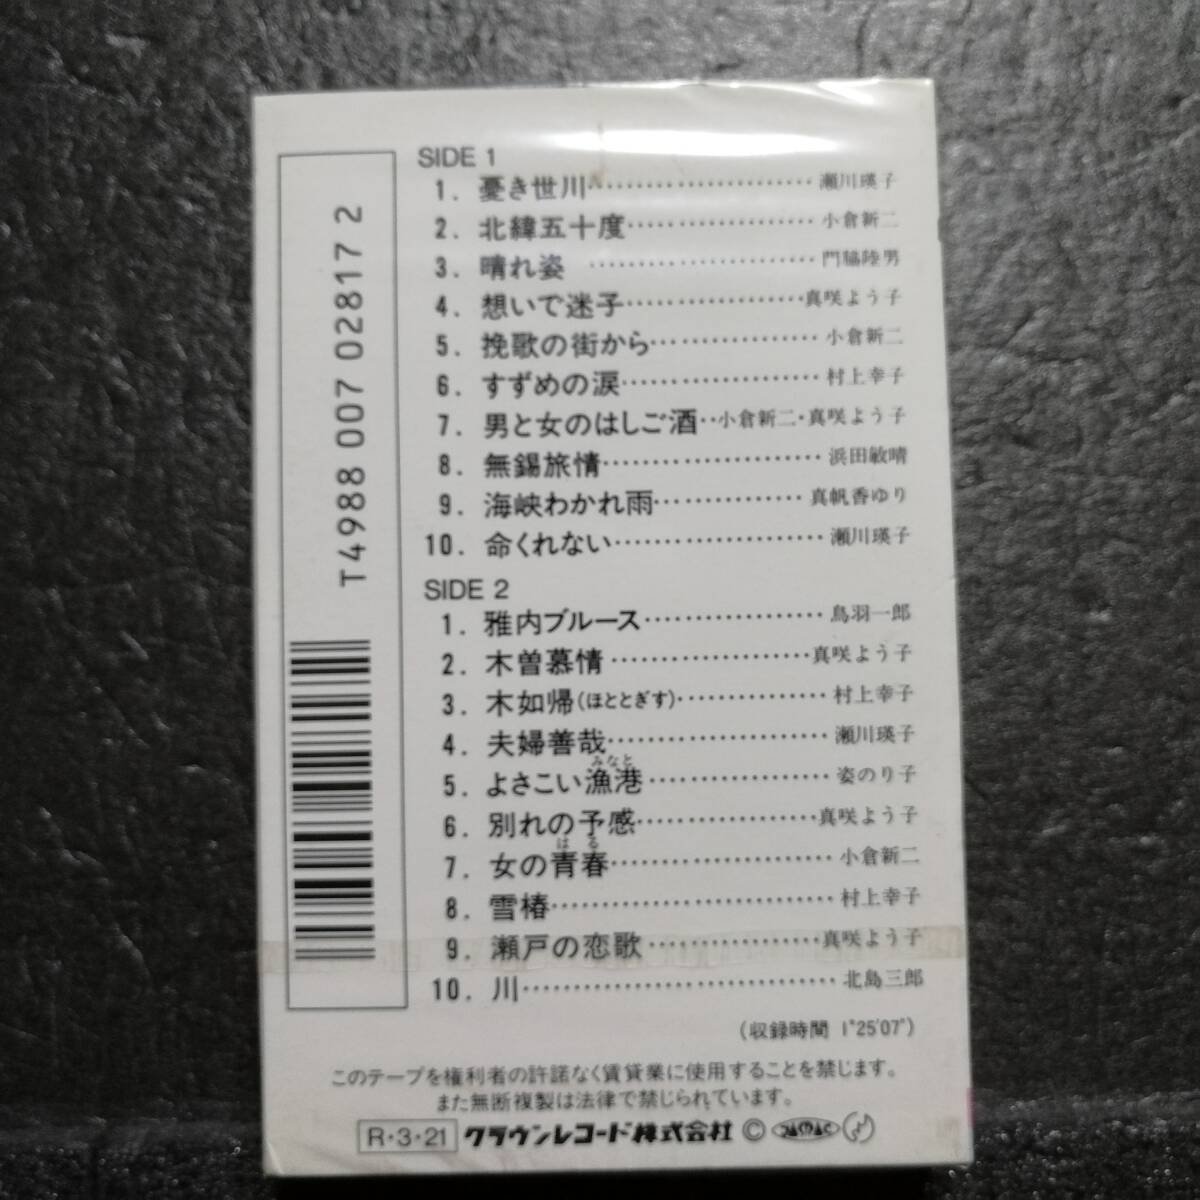 T4988 007 02817 2
SIDE 1
1. 憂き世川……………………瀬川瑛子
2. 北緯五十度………………小倉新二
3. 晴れ姿 ……………………門脇陸男
4. 想いで迷子………………真咲よう子
5. 挽歌の街から……………小倉新二
6. すずめの涙………………村上幸子
7. 男と女のはしご酒‥小倉新二・真咲よう子
8. 無錫旅情…………………浜田敏晴
9. 海峡わかれ雨……………真帆香ゆり
10. 命くれない………………瀬川瑛子
SIDE 2
1. 雅内ブルース………………鳥羽一郎
2. 木曽慕情…………………真咲よう子
3. 木如帰(ほととぎす)……………村上幸子
4. 夫婦善哉…………………瀬川瑛子
みなと
5. よさこい漁港………………姿のり子
6. 別れの予感………………真咲よう子
はる
7. 女の青春…………………小倉新二
8. 雪椿………………………村上幸子
9. 瀬戸の恋歌………………真咲よう子
10. 川…………………………北島三郎
(収録時間 1°25'07")
このテープを権利者の許諾なく賃貸業に使用することを禁じます。
また無断複製は法律で禁じられています。
R・3・21 クラウンレコード株式会社 ©